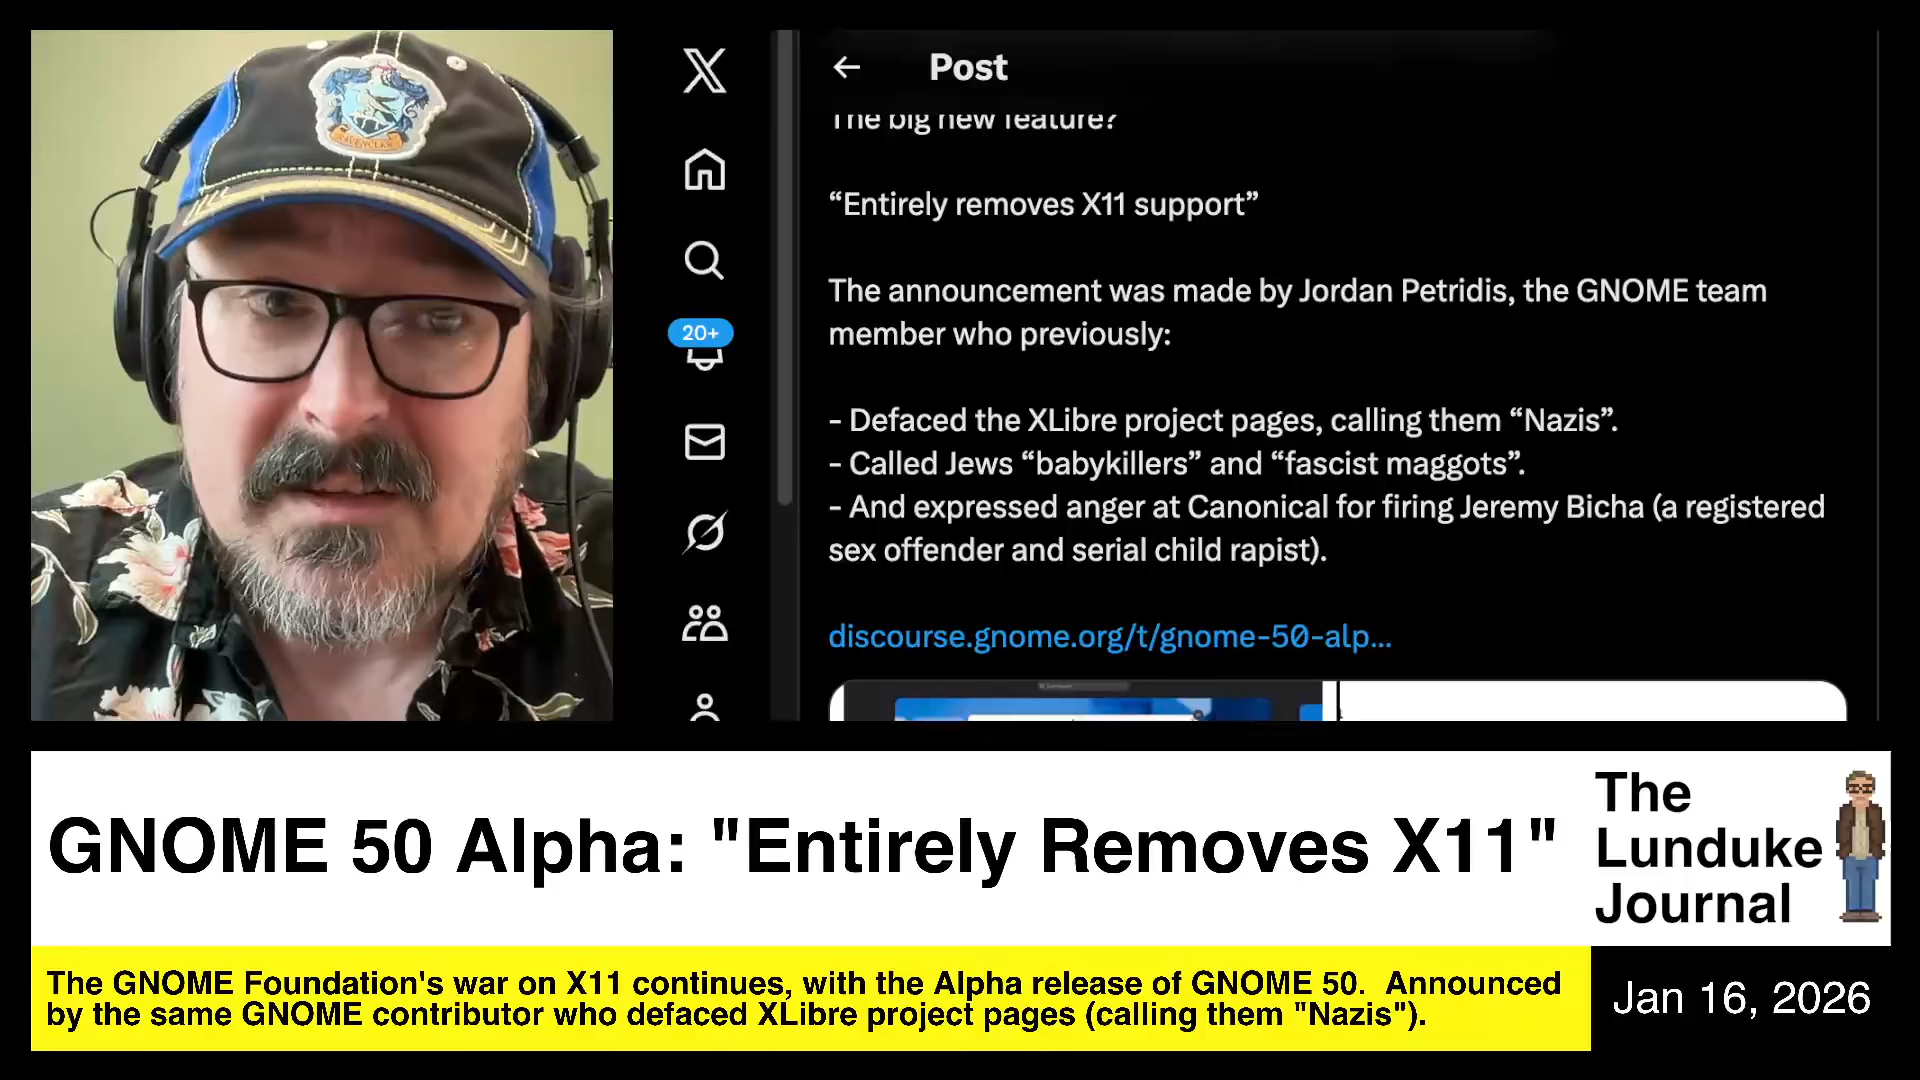 Post
The big new feature?
“Entirely removes X11 support”
The announcement was made by Jordan Petridis, the GNOME team
member who previously:
- Defaced the XLibre project pages, calling them “Nazis”.
- Called Jews “babykillers” and “fascist maggots”.
- And expressed anger at Canonical for firing Jeremy Bicha (a registered
sex offender and serial child rapist).
discourse.gnome.org/t/gnome-50-alp...
20+
GNOME 50 Alpha: "Entirely Removes X11"
The
Lunduke
Journal
The GNOME Foundation's war on X11 continues, with the Alpha release of GNOME 50. Announced
by the same GNOME contributor who defaced XLibre project pages (calling them "Nazis").
Jan 16, 2026